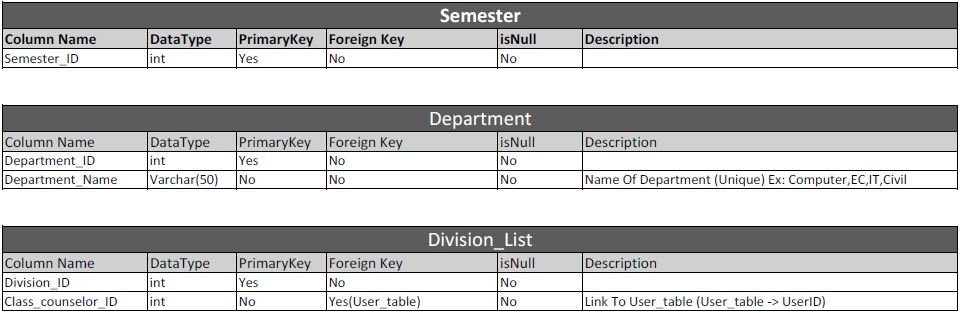 Semester
Column Name DataType PrimaryKey Foreign Key isNull Description
Semester_ID int Yes No No
Department
Column Name DataType PrimaryKey Foreign Key isNull Description
Department_ID int Yes No No
Department_Name Varchar(50) No No No Name Of Department (Unique) Ex: Computer,EC,IT,Civil
Division_List
Column Name DataType PrimaryKey Foreign Key isNull Description
Division_ID int Yes No No
Class_counselor_ID int No Yes(User_table) No Link To User_table (User_table -> UserID)